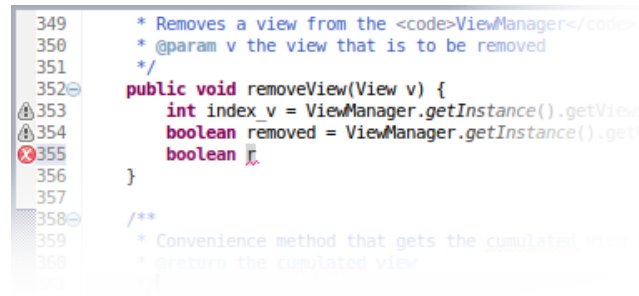 349 * Removes a view from the <code>ViewManager</code>
350 * @param v the view that is to be removed
351 */
352 public void removeView(View v) {
353 int index_v = ViewManager.getInstance().getViews
354 boolean removed = ViewManager.getInstance().get
355 boolean r
356 }
357
358 /**
359 * Convenience method that gets the cumulated view
360 * @return the cumulated view